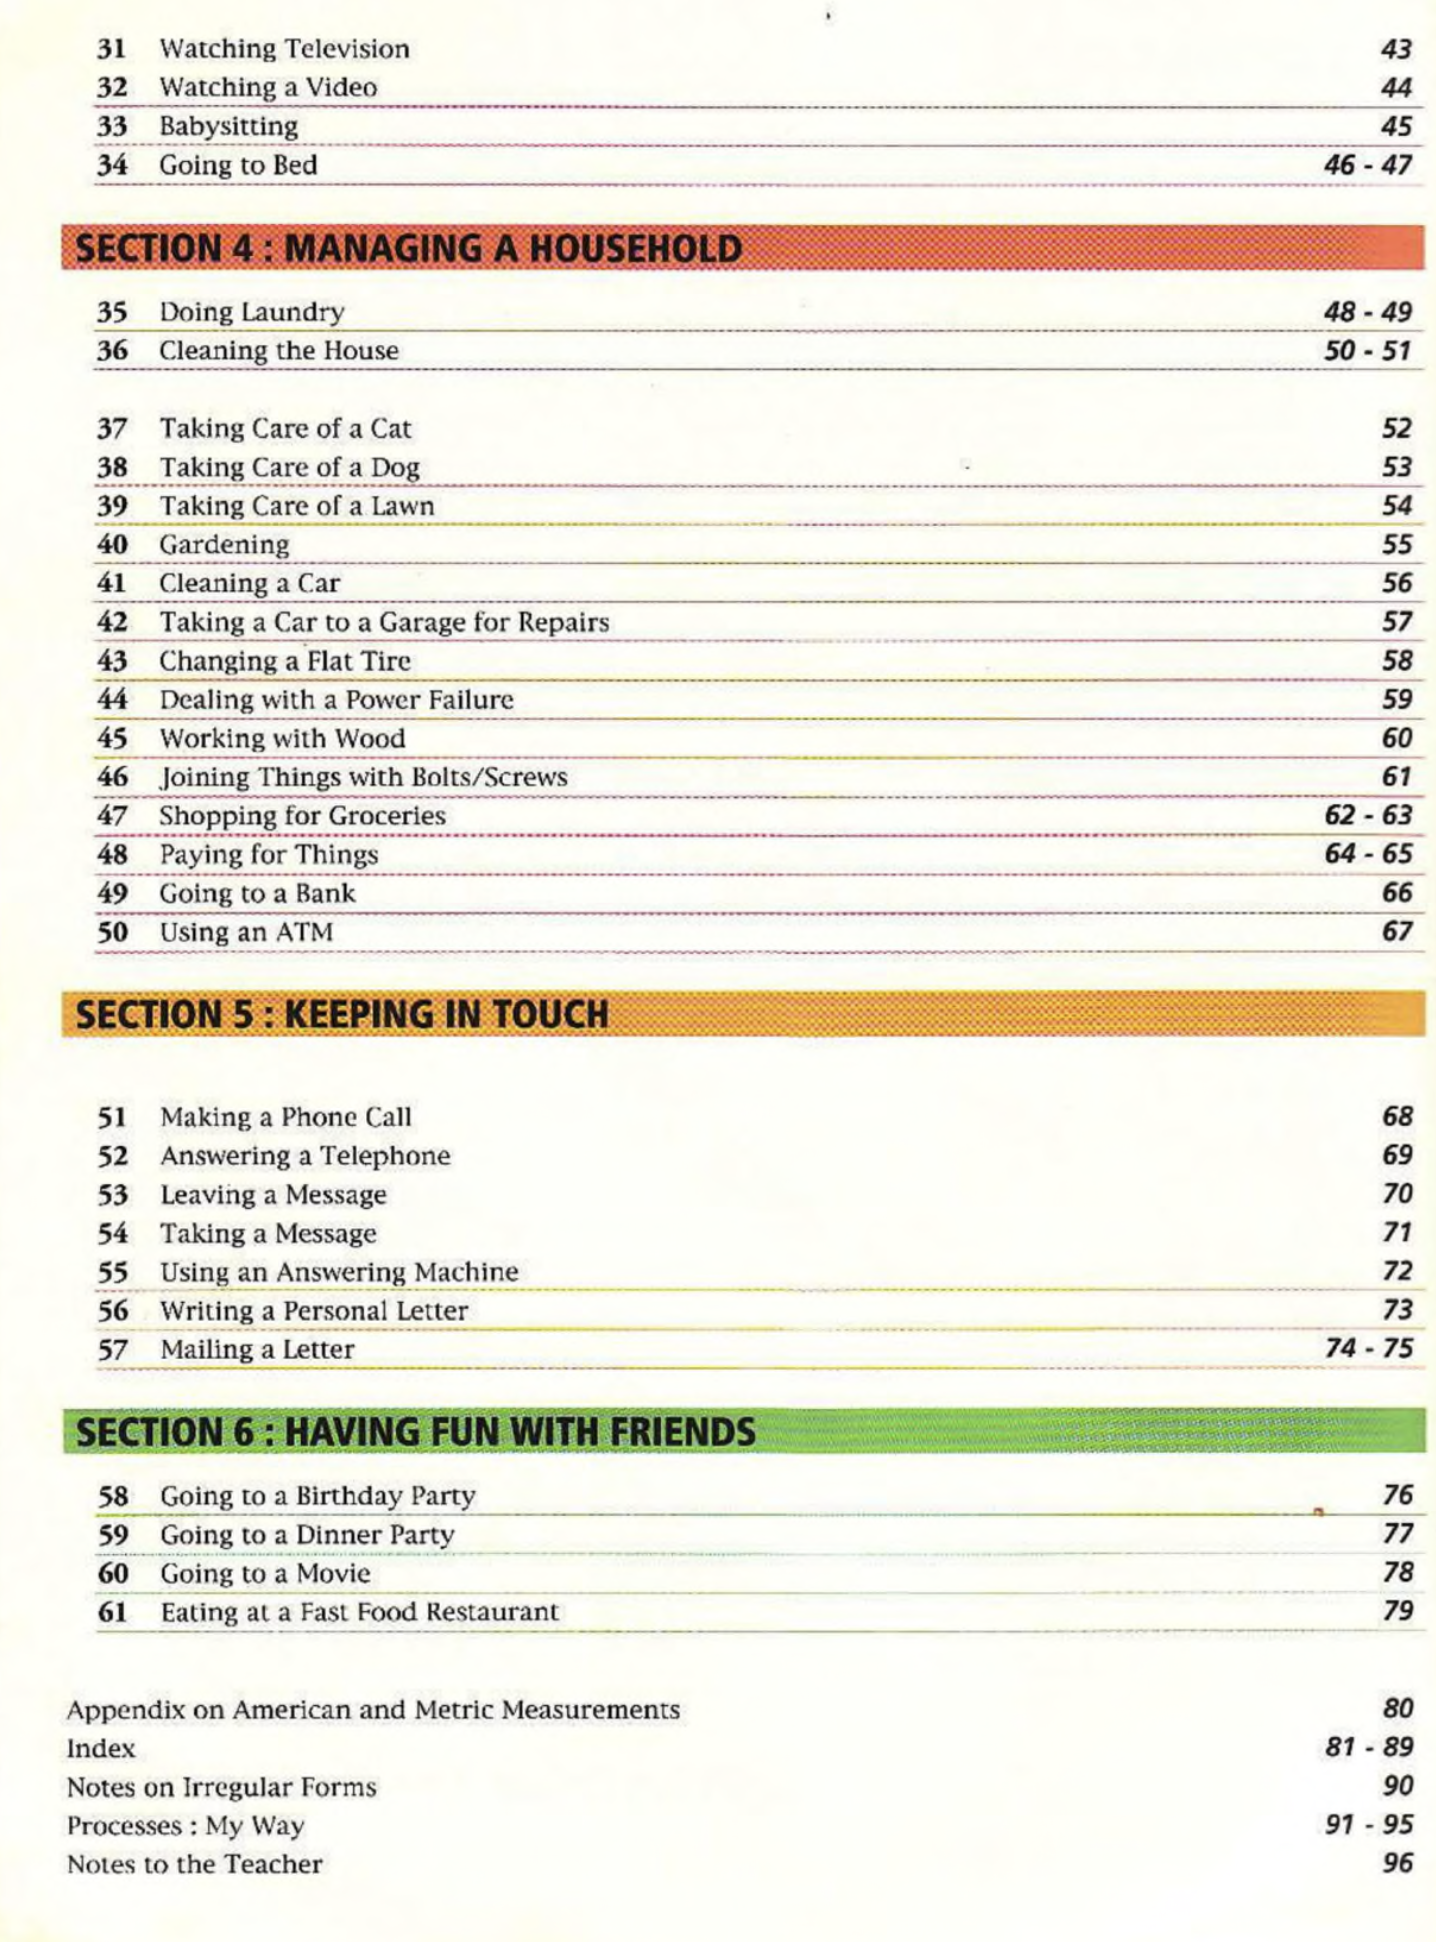 31 Watching Television 43
32 Watching a Video 44
33 Babysitting 45
34 Going to Bed 46 - 47
SECTION 4 : MANAGING A HOUSEHOLD
35 Doing Laundry 48 - 49
36 Cleaning the House 50 - 51
37 Taking Care of a Cat 52
38 Taking Care of a Dog 53
39 Taking Care of a Lawn 54
40 Gardening 55
41 Cleaning a Car 56
42 Taking a Car to a Garage for Repairs 57
43 Changing a Flat Tire 58
44 Dealing with a Power Failure 59
45 Working with Wood 60
46 Joining Things with Bolts/Screws 61
47 Shopping for Groceries 62 - 63
48 Paying for Things 64 - 65
49 Going to a Bank 66
50 Using an ATM 67
SECTION 5 : KEEPING IN TOUCH
51 Making a Phone Call 68
52 Answering a Telephone 69
53 Leaving a Message 70
54 Taking a Message 71
55 Using an Answering Machine 72
56 Writing a Personal Letter 73
57 Mailing a Letter 74 - 75
SECTION 6 : HAVING FUN WITH FRIENDS
58 Going to a Birthday Party 76
59 Going to a Dinner Party 77
60 Going to a Movie 78
61 Eating at a Fast Food Restaurant 79
Appendix on American and Metric Measurements 80
Index 81 - 89
Notes on Irregular Forms 90
Processes : My Way 91 - 95
Notes to the Teacher 96